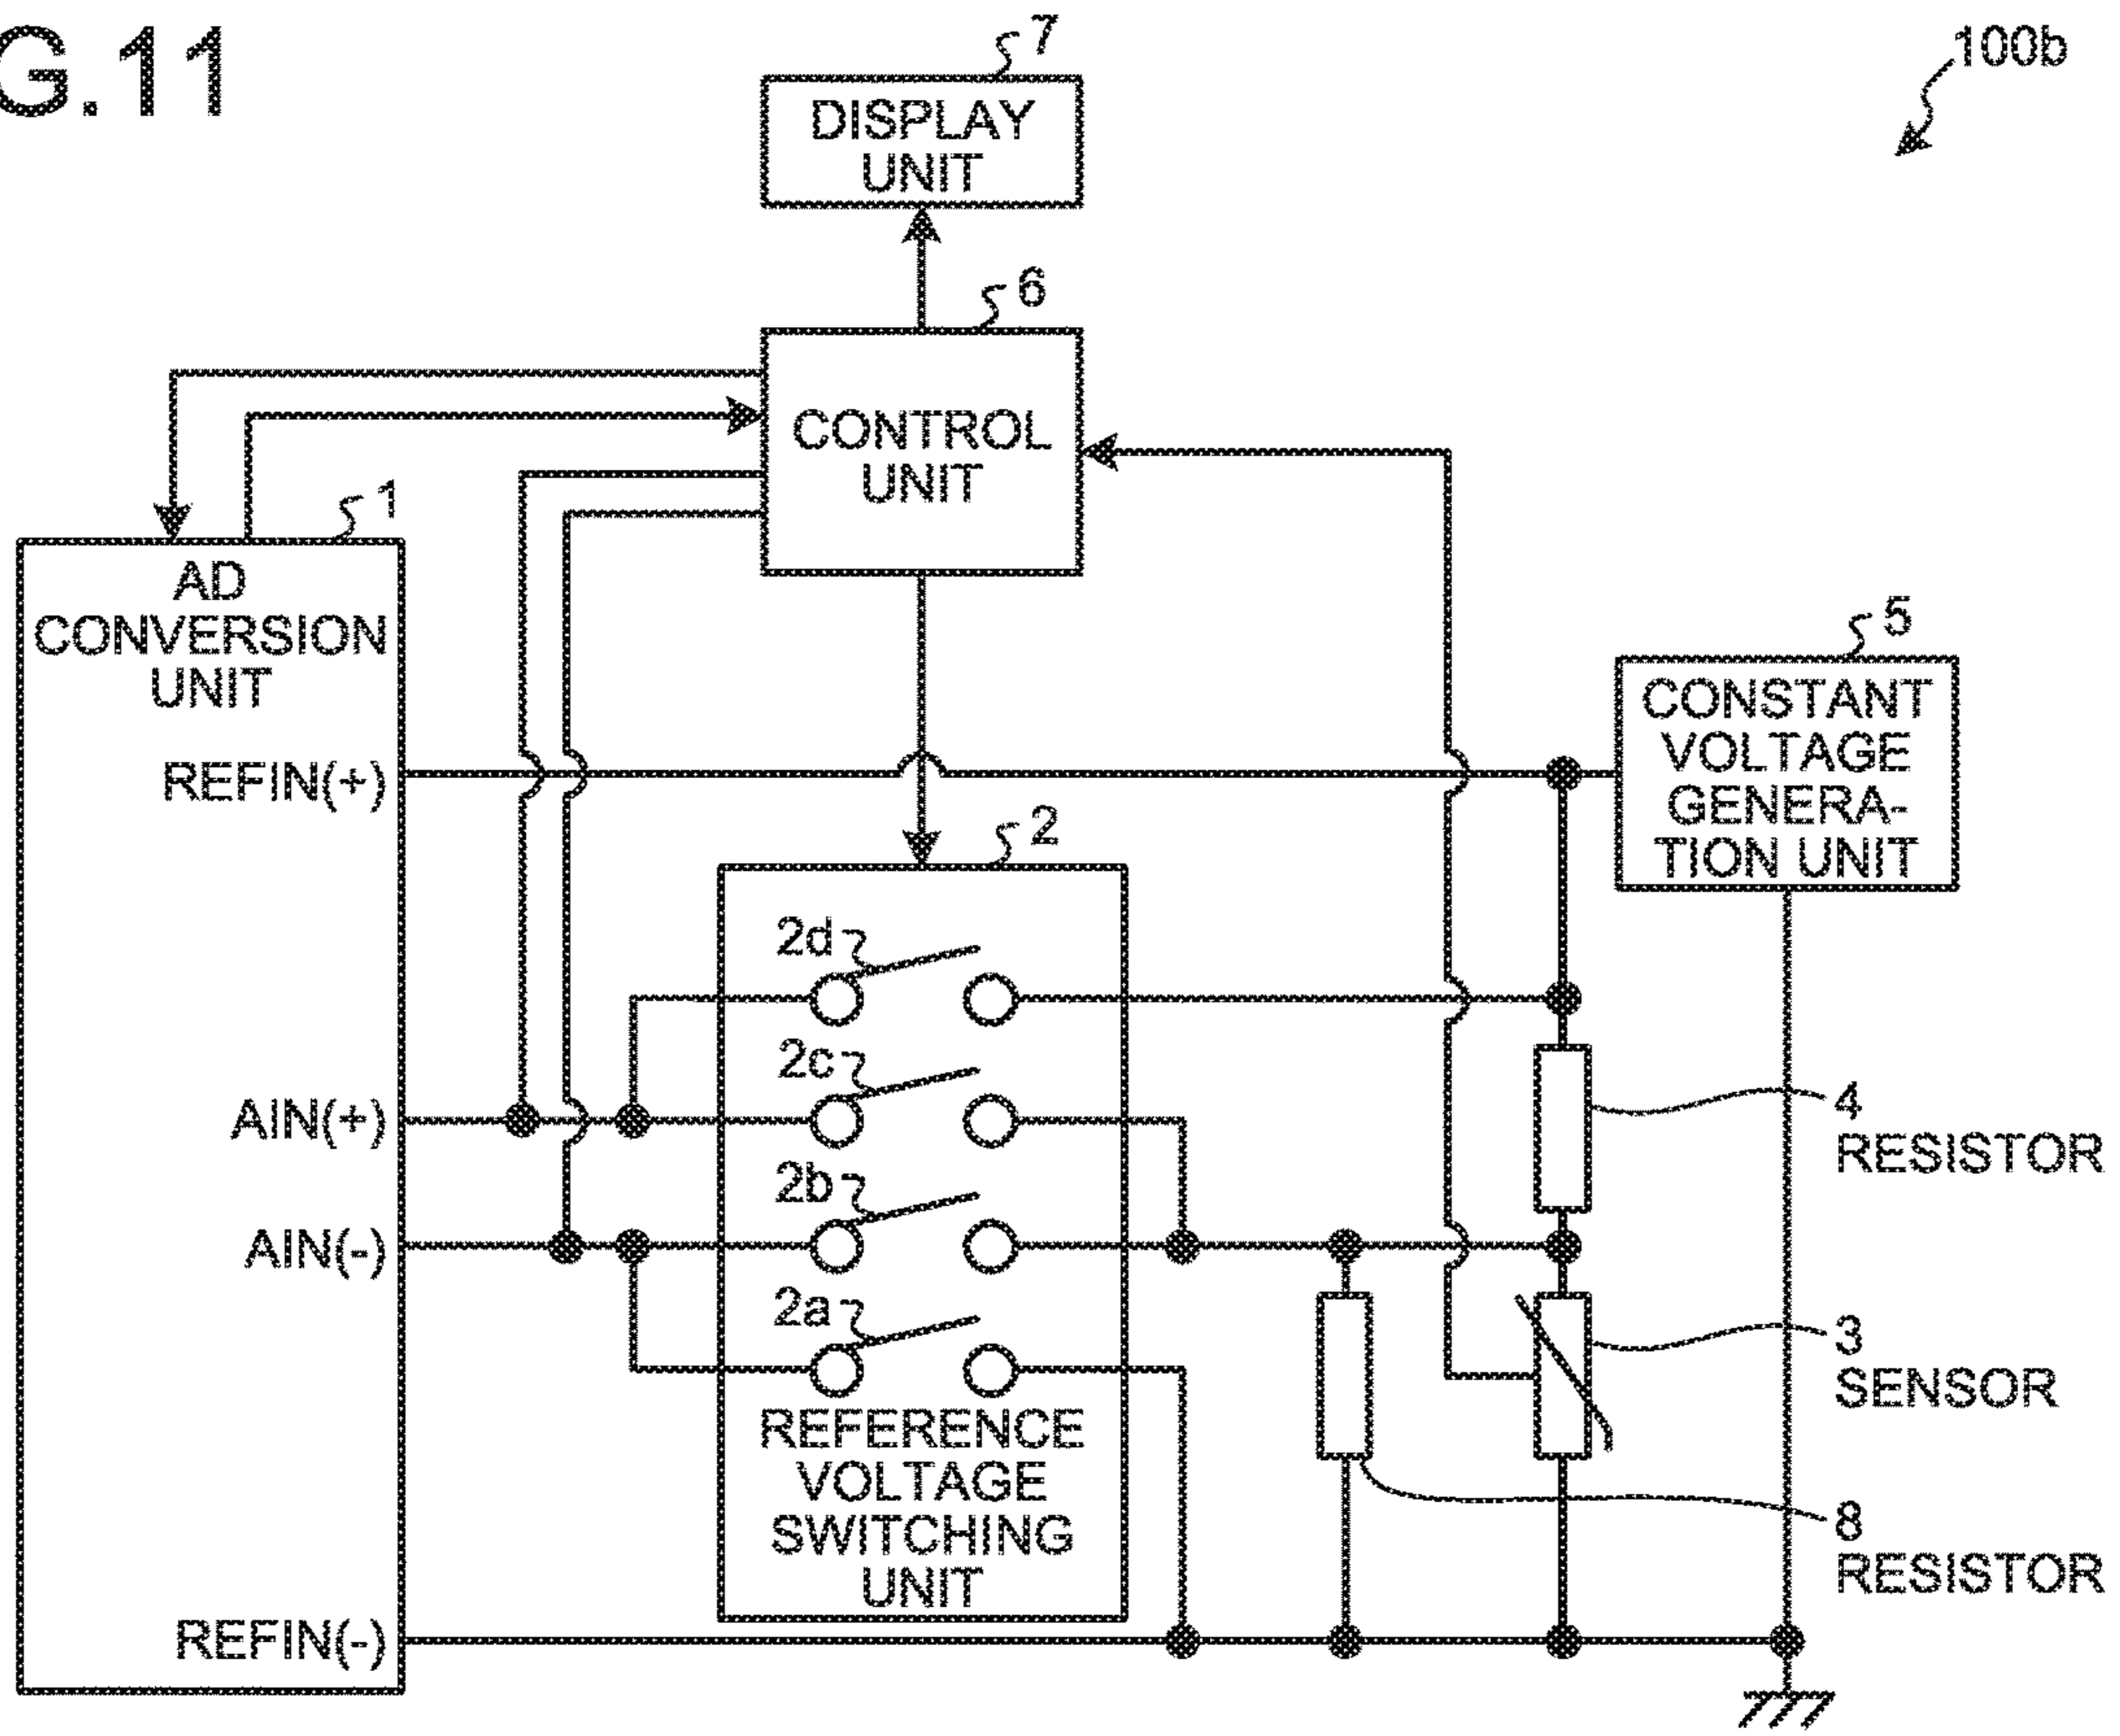 G.11
7
100b
DISPLAY
UNIT
6
CONTROL
UNIT
1
AD
CONVERSION
UNIT
5
CONSTANT
VOLTAGE
GENERA-
TION UNIT
REFIN(+)
2
2d
2c
4
RESISTOR
AIN(+)
2b
AIN(-)
2a
3
SENSOR
REFERENCE
VOLTAGE
SWITCHING
UNIT
8
RESISTOR
REFIN(-)